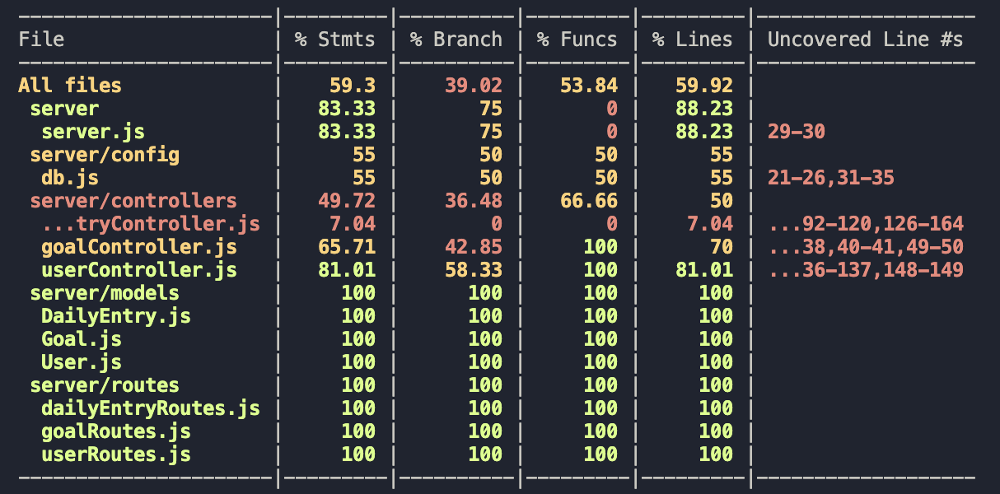 File | % Stmts | % Branch | % Funcs | % Lines | Uncovered Line #s
All files | 59.3 | 39.02 | 53.84 | 59.92 |
server | 83.33 | 75 | 0 | 88.23 |
server.js | 83.33 | 75 | 0 | 88.23 | 29-30
server/config | 55 | 50 | 50 | 55 |
db.js | 55 | 50 | 50 | 55 | 21-26,31-35
server/controllers | 49.72 | 36.48 | 66.66 | 50 |
...tryController.js | 7.04 | 0 | 0 | 7.04 | ...92-120,126-164
goalController.js | 65.71 | 42.85 | 100 | 70 | ...38,40-41,49-50
userController.js | 81.01 | 58.33 | 100 | 81.01 | ...36-137,148-149
server/models | 100 | 100 | 100 | 100 |
DailyEntry.js | 100 | 100 | 100 | 100 |
Goal.js | 100 | 100 | 100 | 100 |
User.js | 100 | 100 | 100 | 100 |
server/routes | 100 | 100 | 100 | 100 |
dailyEntryRoutes.js | 100 | 100 | 100 | 100 |
goalRoutes.js | 100 | 100 | 100 | 100 |
userRoutes.js | 100 | 100 | 100 | 100 |